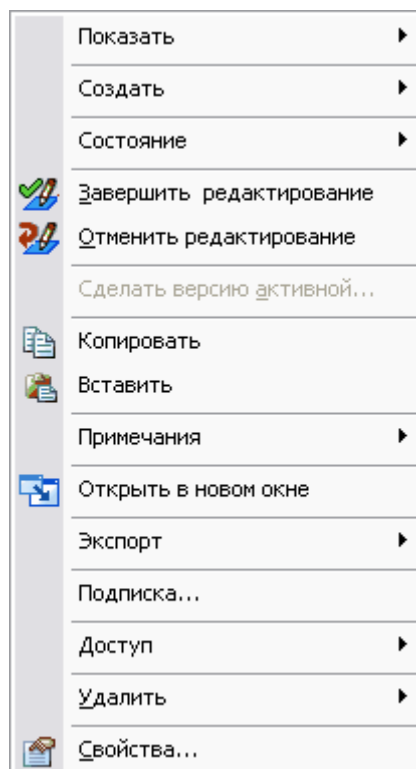 Показать
Создать
Состояние
Завершить редактирование
Отменить редактирование
Сделать версию активной...
Копировать
Вставить
Примечания
Открыть в новом окне
Экспорт
Подписка...
Доступ
Удалить
Свойства...